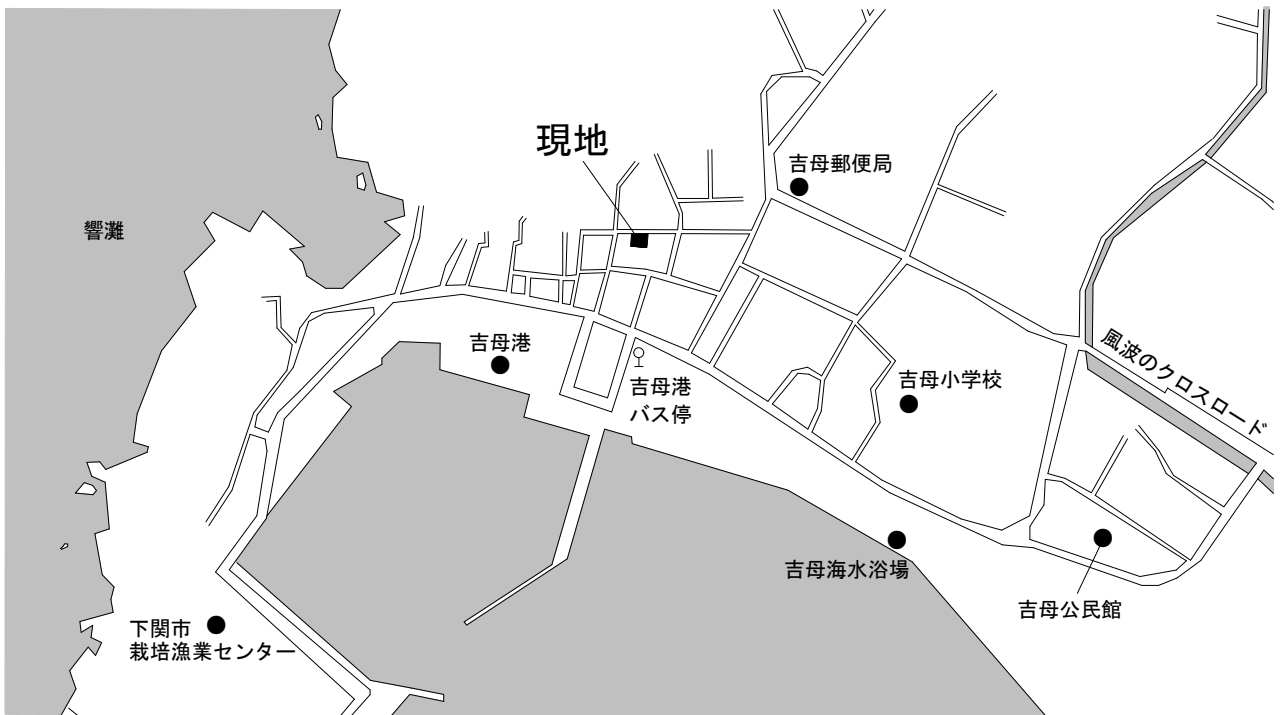 現地
吉母郵便局
響灘
吉母港
吉母港
バス停
吉母小学校
風波のクロスロード
吉母海水浴場
吉母公民館
下関市
栽培漁業センター